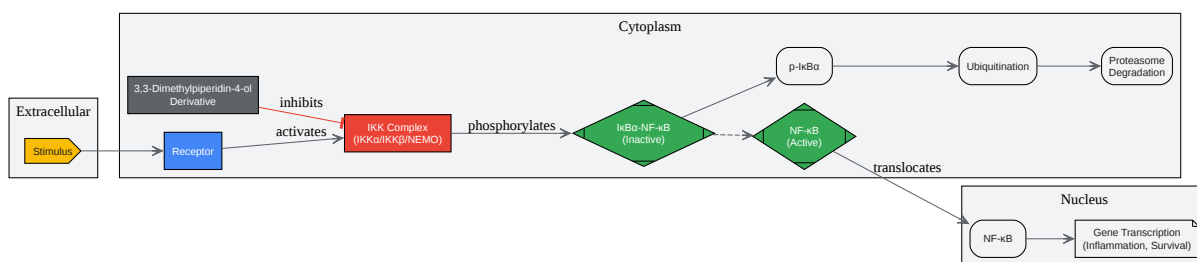 Cytoplasm
Extracellular
Stimulus
Receptor
3,3-Dimethylpiperidin-4-ol
Derivative
inhibits
activates
IKK Complex
(IKKα/IKKβ/NEMO)
phosphorylates
IκBα-NF-κB
(Inactive)
p-IκBα
Ubiquitination
Proteasome
Degradation
NF-κB
(Active)
translocates
Nucleus
NF-κB
Gene Transcription
(Inflammation, Survival)